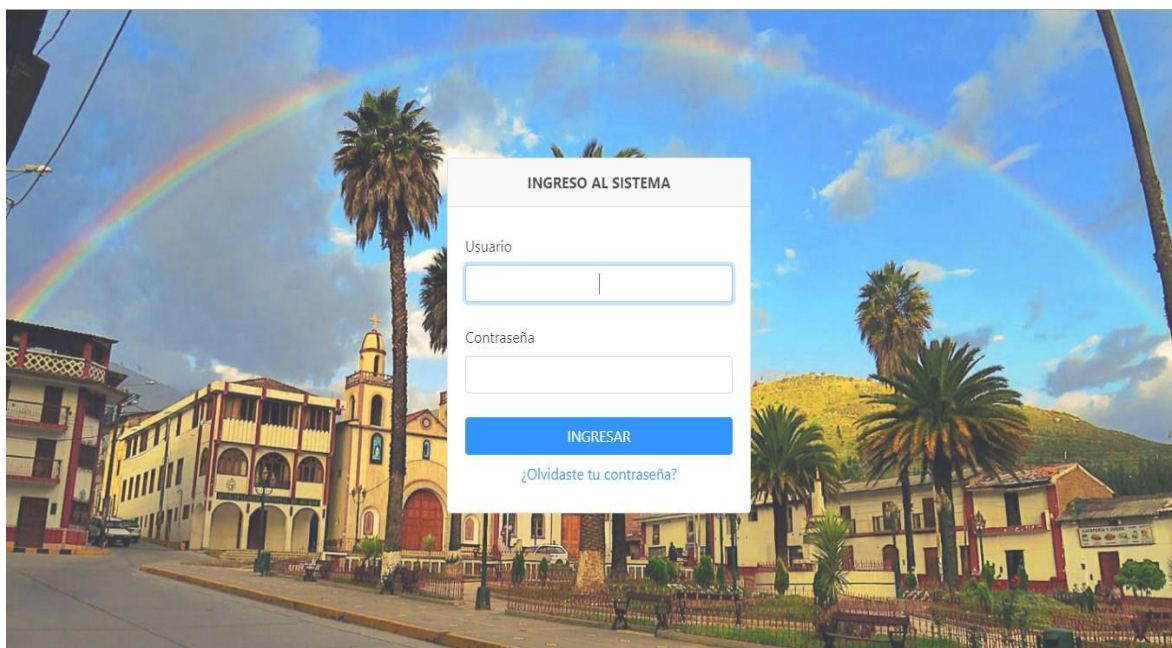 INGRESO AL SISTEMA
Usuario
Contraseña
INGRESAR
¿Olvidaste tu contraseña?